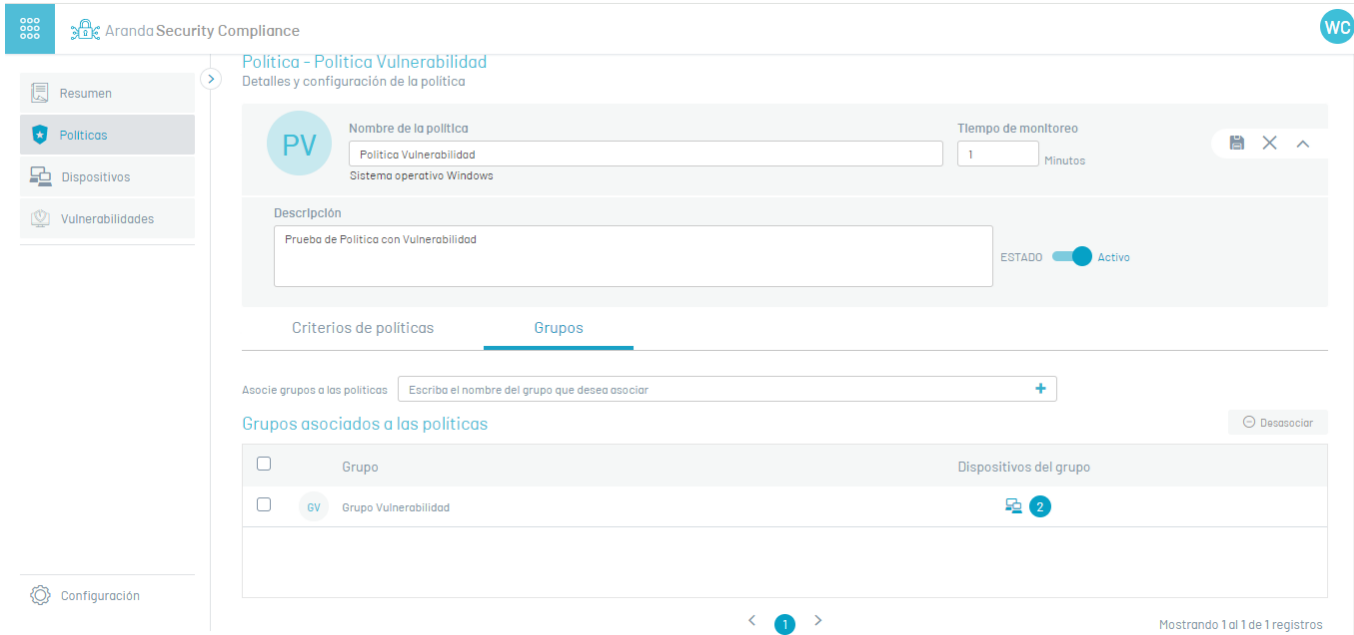 Aranda Security Compliance
WC
Política - Politica Vulnerabilidad
Detalles y configuración de la política
Resumen
Políticas
Dispositivos
Vulnerabilidades
Configuración
PV
Nombre de la política
Politica Vulnerabilidad
Sistema operativo Windows
Tiempo de monitoreo
1
Minutos
Descripción
Prueba de Politica con Vulnerabilidad
ESTADO
Activo
Criterios de políticas
Grupos
Asocie grupos a las políticas
Escriba el nombre del grupo que desea asociar
Grupos asociados a las políticas
Desasociar
Grupo
Dispositivos del grupo
GV
Grupo Vulnerabilidad
2
1
Mostrando 1 al 1 de 1 registros